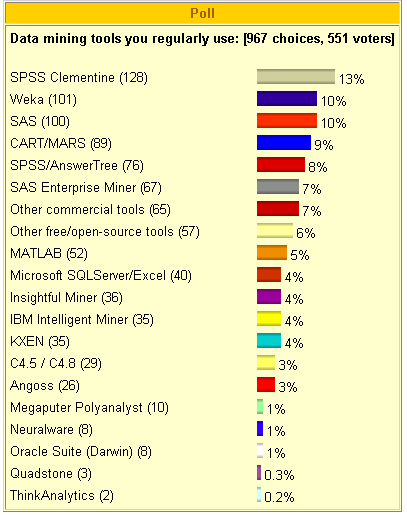 Poll
Data mining tools you regularly use: [967 choices, 551 voters]
SPSS Clementine (128) 13%
Weka (101) 10%
SAS (100) 10%
CART/MARS (89) 9%
SPSS/AnswerTree (76) 8%
SAS Enterprise Miner (67) 7%
Other commercial tools (65) 7%
Other free/open-source tools (57) 6%
MATLAB (52) 5%
Microsoft SQLServer/Excel (40) 4%
Insightful Miner (36) 4%
IBM Intelligent Miner (35) 4%
KXEN (35) 4%
C4.5 / C4.8 (29) 3%
Angoss (26) 3%
Megaputer Polyanalyst (10) 1%
Neuralware (8) 1%
Oracle Suite (Darwin) (8) 1%
Quadstone (3) 0.3%
ThinkAnalytics (2) 0.2%